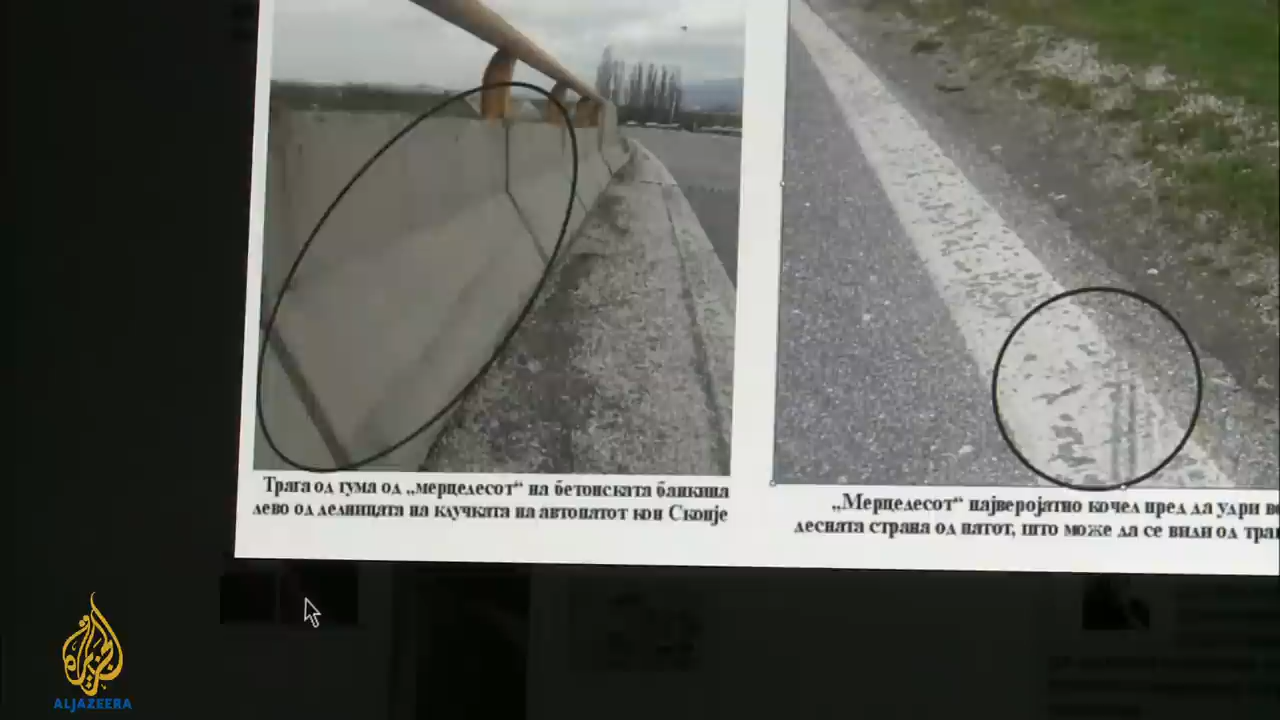 Трага од гума од „мерцедесот“ на бетонската банкина
лево од делницата на клучката на автопатот кон Скопје
„Мерцедесот“ најверојатно кочел пред да удри
десната страна од патот, што може да се види од
ALJAZEERA